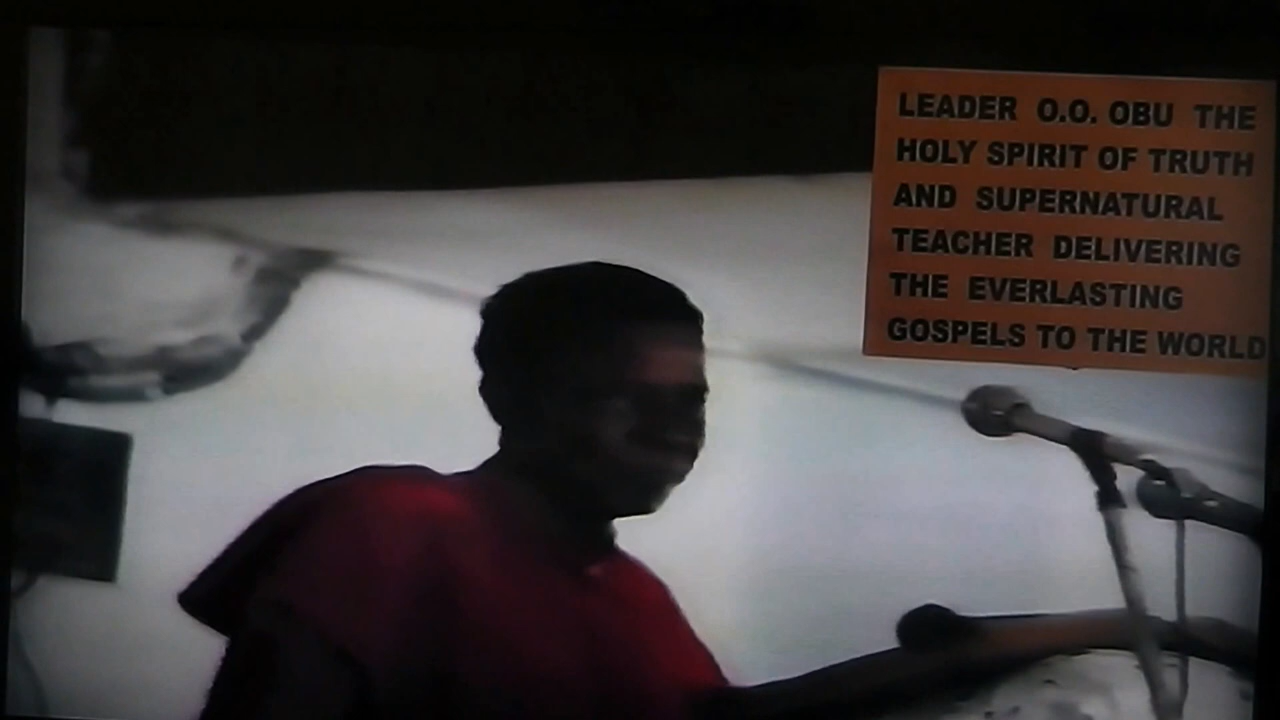 LEADER O.O. OBU THE
HOLY SPIRIT OF TRUTH
AND SUPERNATURAL
TEACHER DELIVERING
THE EVERLASTING
GOSPELS TO THE WORLD